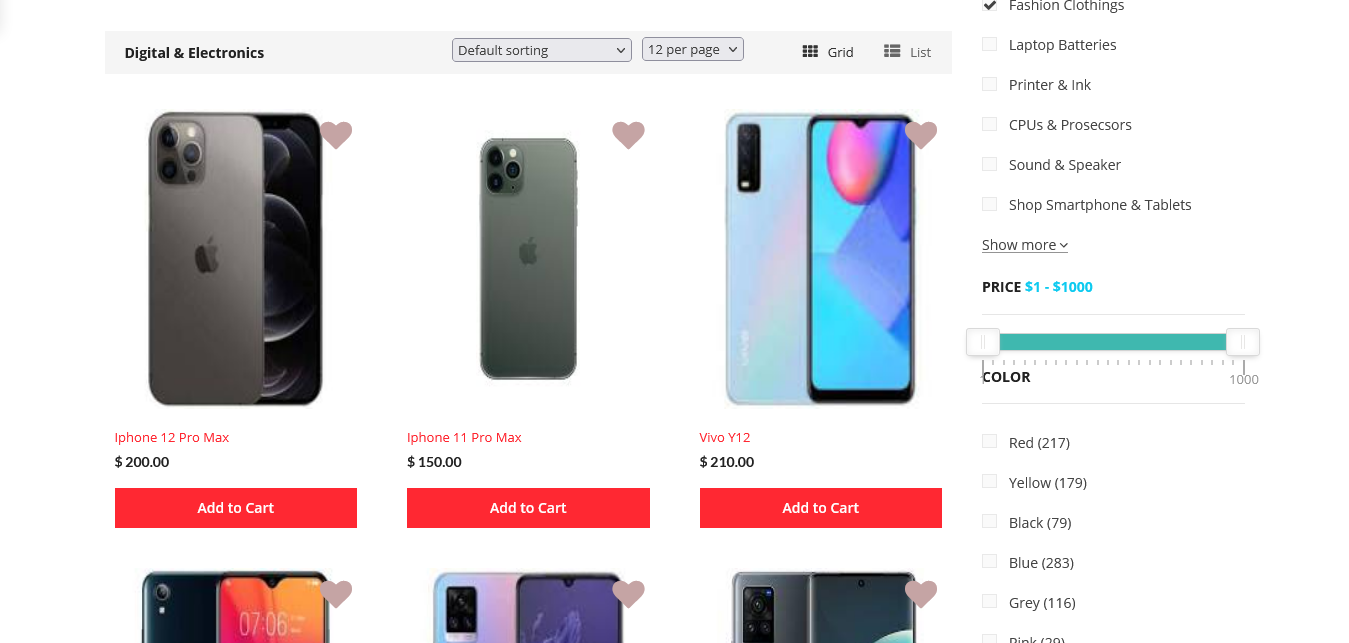 Digital & Electronics
Default sorting
12 per page
Grid
List
Iphone 12 Pro Max
$ 200.00
Add to Cart
Iphone 11 Pro Max
$ 150.00
Add to Cart
Vivo Y12
$ 210.00
Add to Cart
vivo
07:06
Fashion Clothings
Laptop Batteries
Printer & Ink
CPUs & Prosecsors
Sound & Speaker
Shop Smartphone & Tablets
Show more
PRICE $1 - $1000
1000
COLOR
Red (217)
Yellow (179)
Black (79)
Blue (283)
Grey (116)
Pink (29)